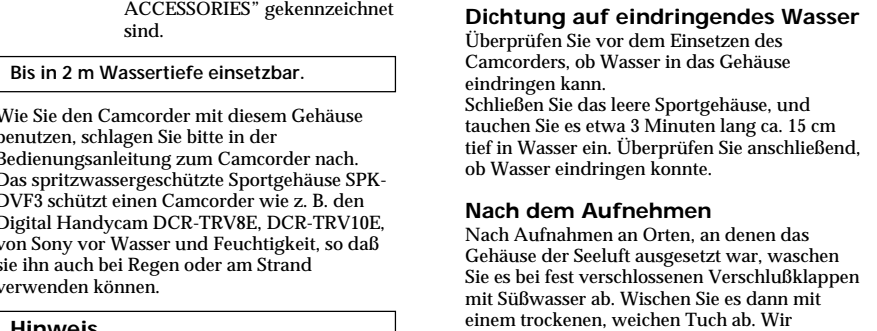 ACCESSORIES" gekennzeichnet
sind.
Bis in 2 m Wassertiefe einsetzbar.
Wie Sie den Camcorder mit diesem Gehäuse
benutzen, schlagen Sie bitte in der
Bedienungsanleitung zum Camcorder nach.
Das spritzwassergeschützte Sportgehäuse SPK-
DVF3 schützt einen Camcorder wie z. B. den
Digital Handycam DCR-TRV8E, DCR-TRV10E,
von Sony vor Wasser und Feuchtigkeit, so daß
sie ihn auch bei Regen oder am Strand
verwenden können.
Hinweis
Dichtung auf eindringendes Wasser
Überprüfen Sie vor dem Einsetzen des
Camcorders, ob Wasser in das Gehäuse
eindringen kann.
Schließen Sie das leere Sportgehäuse, und
tauchen Sie es etwa 3 Minuten lang ca. 15 cm
tief in Wasser ein. Überprüfen Sie anschließend,
ob Wasser eindringen konnte.
Nach dem Aufnehmen
Nach Aufnahmen an Orten, an denen das
Gehäuse der Seeluft ausgesetzt war, waschen
Sie es bei fest verschlossenen Verschlußklappen
mit Süßwasser ab. Wischen Sie es dann mit
einem trockenen, weichen Tuch ab. Wir